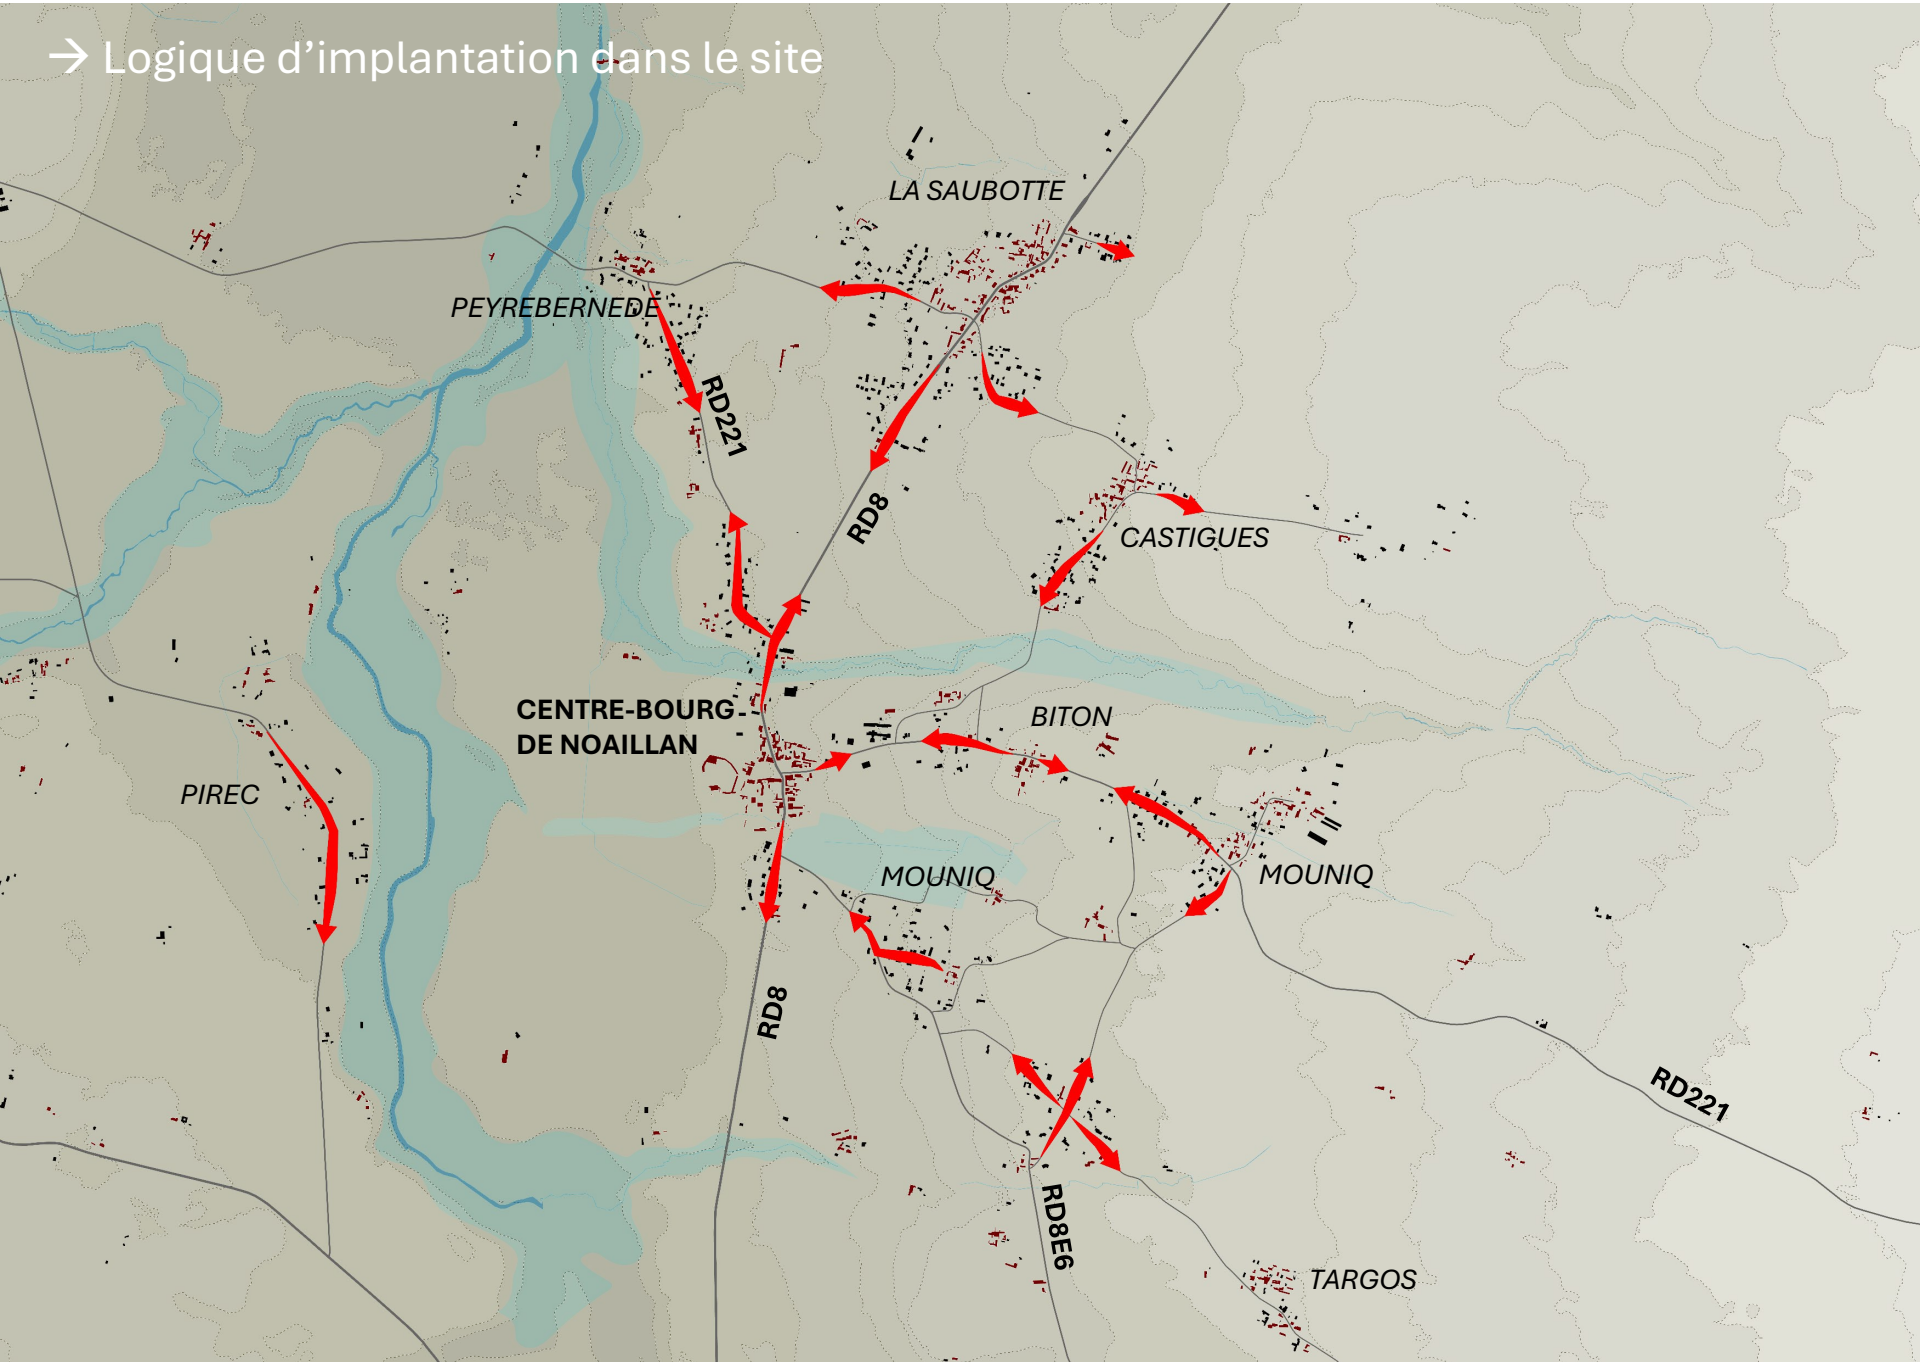 → Logique d’implantation dans le site
LA SAUBOTTE
PEYREBERNEDE
RD221
RD8
CASTIGUES
CENTRE-BOURG
DE NOAILLAN
BITON
PIREC
MOUNIQ
MOUNIQ
RD8
RD221
RD8E6
TARGOS